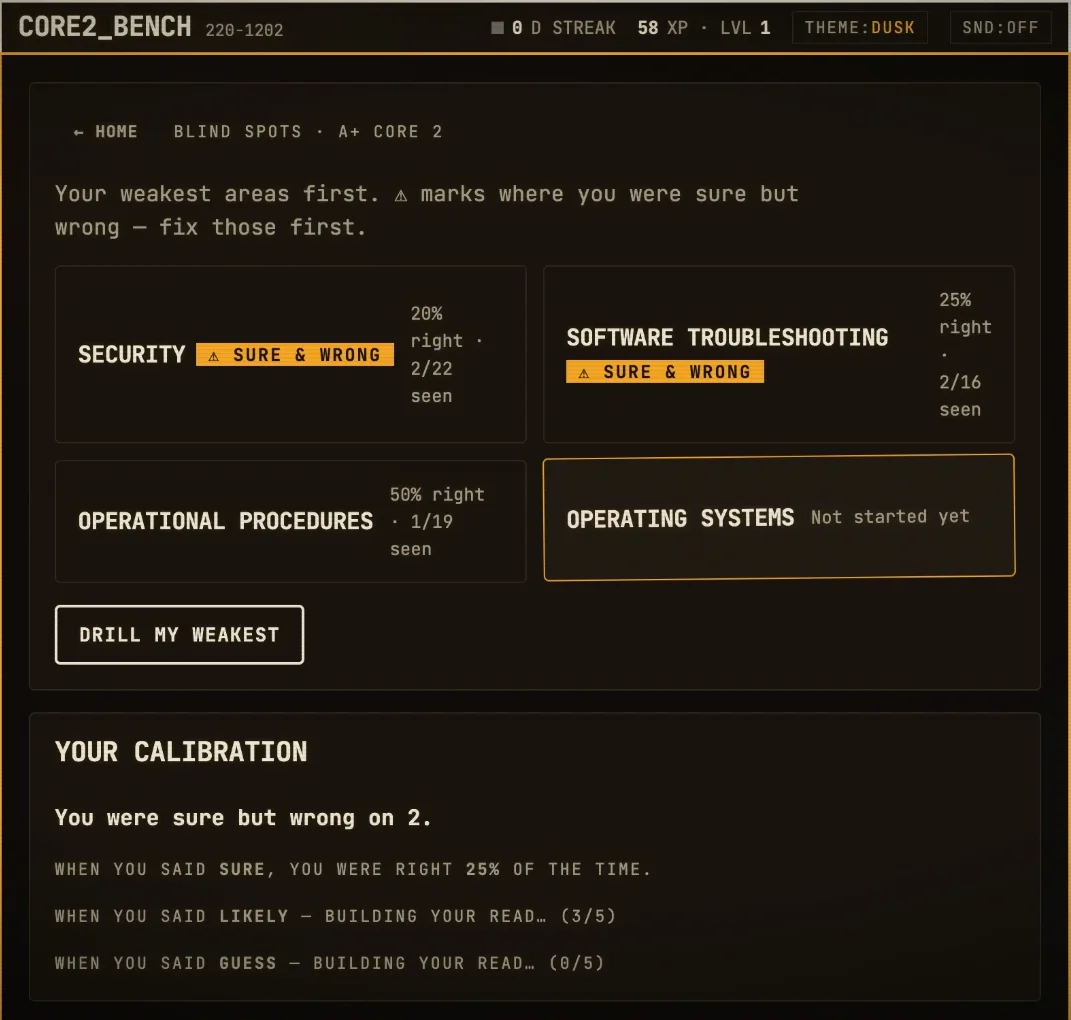 CORE2_BENCH 220-1202 0 D STREAK 58 XP · LVL 1 THEME:DUSK SND:OFF
← HOME BLIND SPOTS · A+ CORE 2
Your weakest areas first. ⚠ marks where you were sure but
wrong — fix those first.
SECURITY ⚠ SURE & WRONG
20%
right ·
2/22
seen
SOFTWARE TROUBLESHOOTING
⚠ SURE & WRONG
25%
right
·
2/16
seen
OPERATIONAL PROCEDURES
50% right
· 1/19
seen
OPERATING SYSTEMS Not started yet
DRILL MY WEAKEST
YOUR CALIBRATION
You were sure but wrong on 2.
WHEN YOU SAID SURE, YOU WERE RIGHT 25% OF THE TIME.
WHEN YOU SAID LIKELY — BUILDING YOUR READ… (3/5)
WHEN YOU SAID GUESS — BUILDING YOUR READ… (0/5)